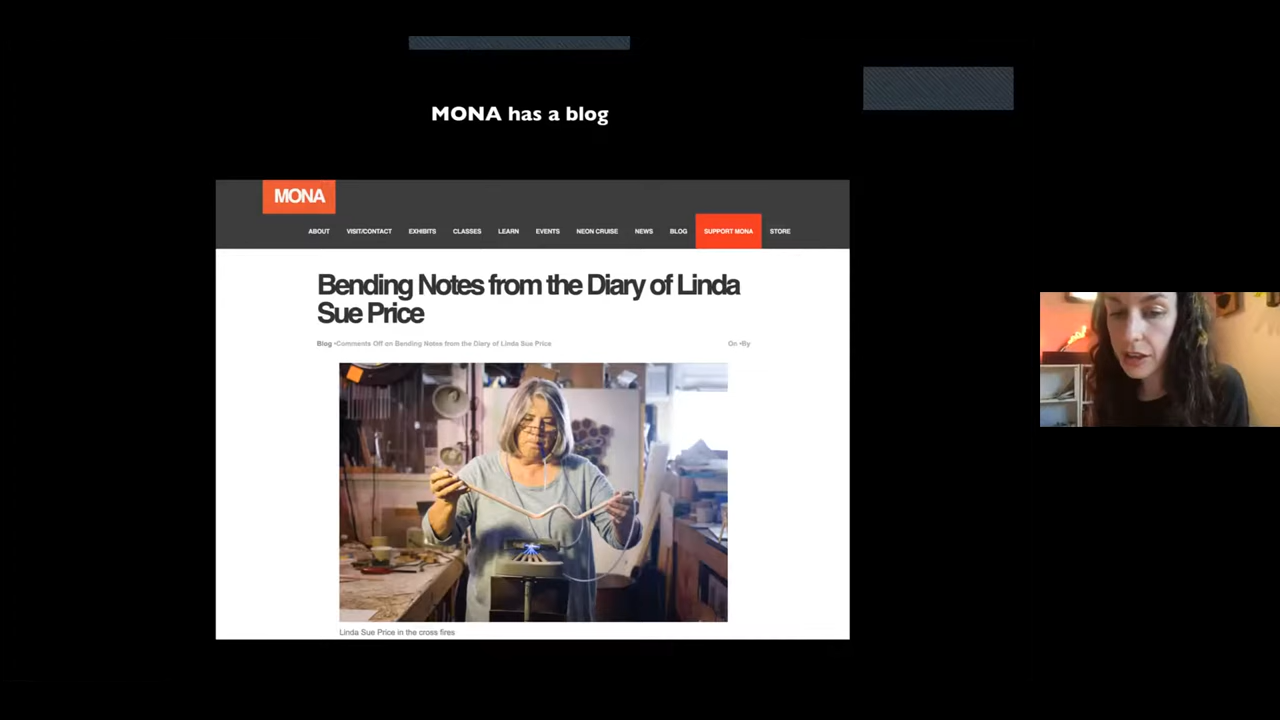 MONA has a blog
MONA
ABOUT VISIT/CONTACT EXHIBITS CLASSES LEARN EVENTS NEON CRUISE NEWS BLOG SUPPORT MONA STORE
Bending Notes from the Diary of Linda
Sue Price
Blog •Comments Off on Bending Notes from the Diary of Linda Sue Price On •By
Linda Sue Price in the cross fires